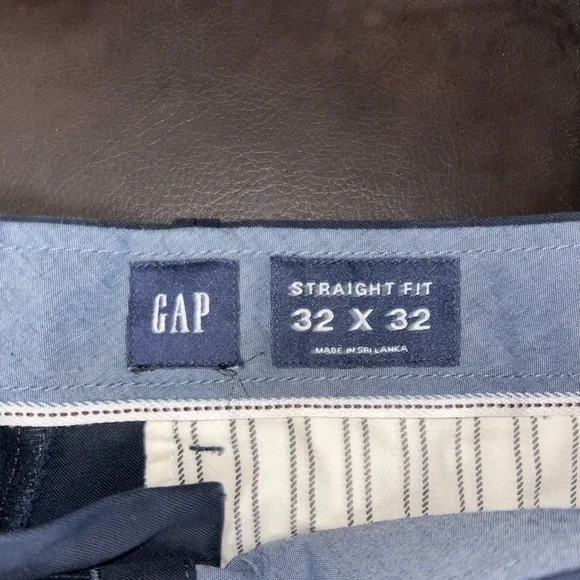 GAP
STRAIGHT FIT
32 X 32
MADE IN SRI LANKA